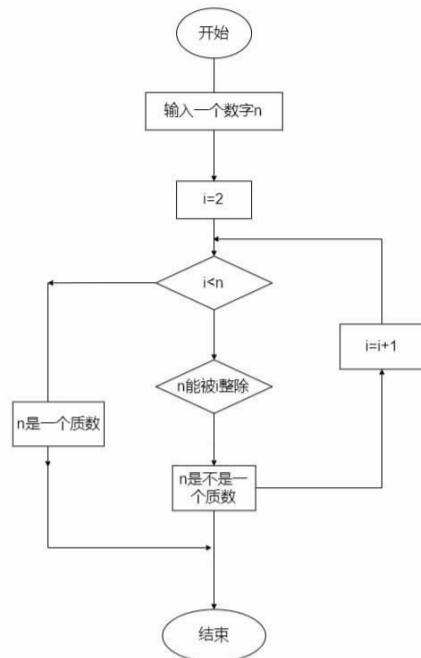 开始
输入一个数字n
i=2
i<n
i=i+1
n能被i整除
n是一个质数
n是不是一
个质数
结束